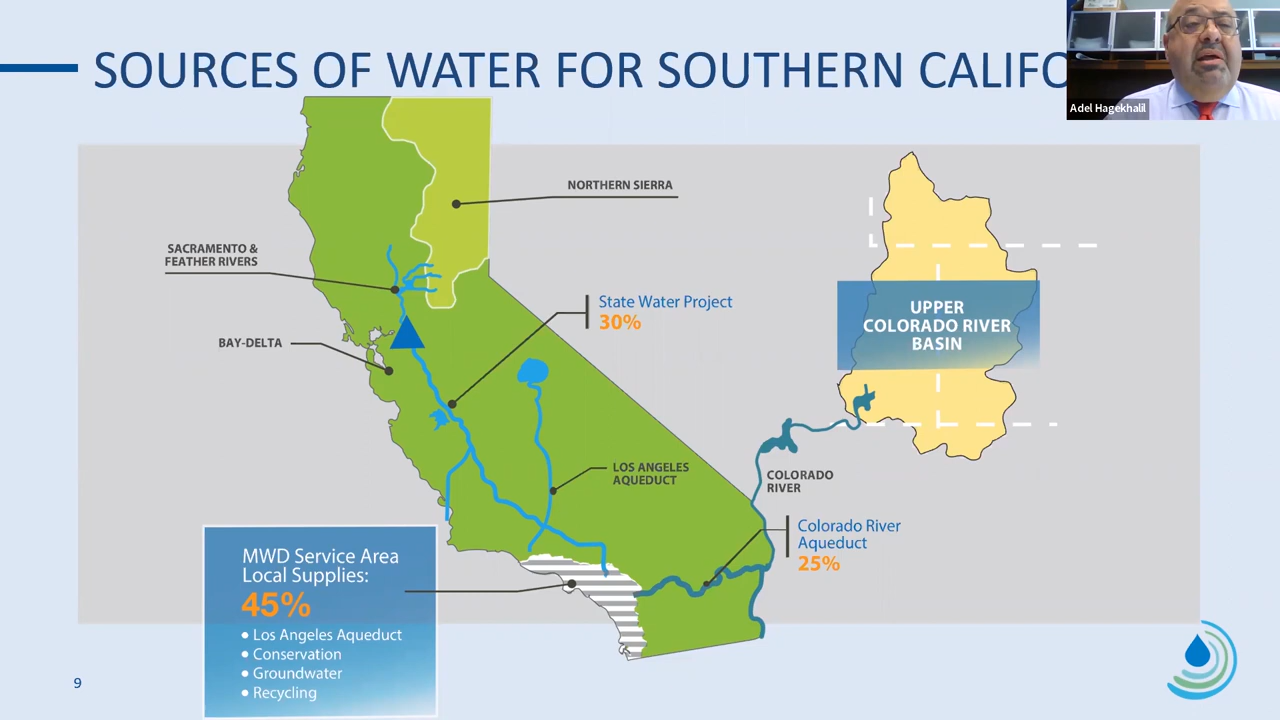 SOURCES OF WATER FOR SOUTHERN CALIFO
Adel Hagekhalil
NORTHERN SIERRA
SACRAMENTO &
FEATHER RIVERS
State Water Project
30%
UPPER
COLORADO RIVER
BASIN
BAY-DELTA
LOS ANGELES
AQUEDUCT
COLORADO
RIVER
Colorado River
Aqueduct
25%
MWD Service Area
Local Supplies:
45%
• Los Angeles Aqueduct
• Conservation
• Groundwater
• Recycling
9